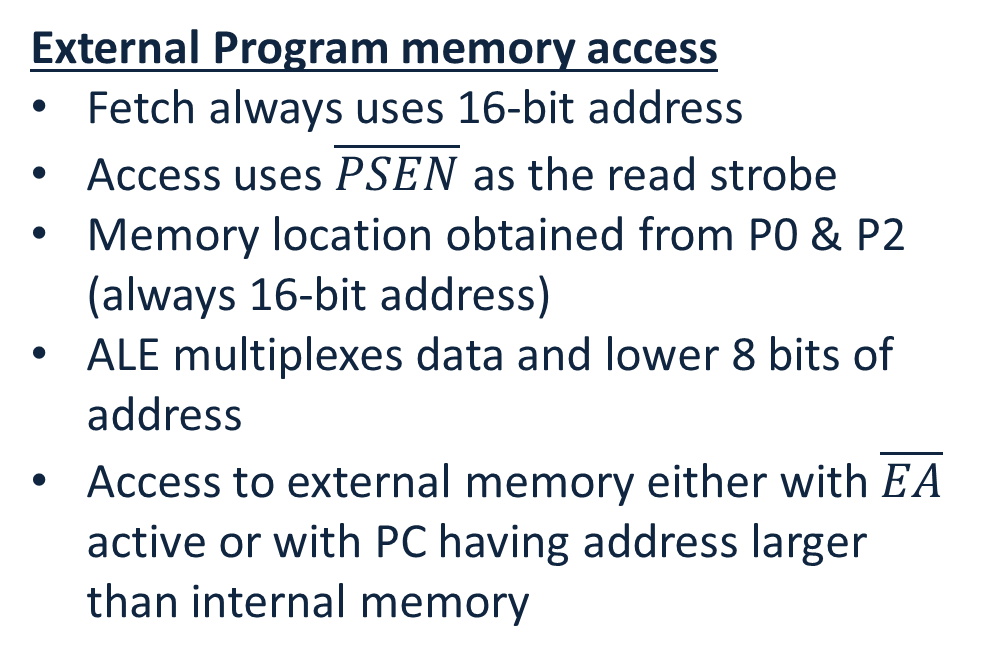 External Program memory access
• Fetch always uses 16-bit address
• Access uses \overline{PSEN} as the read strobe
• Memory location obtained from P0 & P2
(always 16-bit address)
• ALE multiplexes data and lower 8 bits of
address
• Access to external memory either with \overline{EA}
active or with PC having address larger
than internal memory